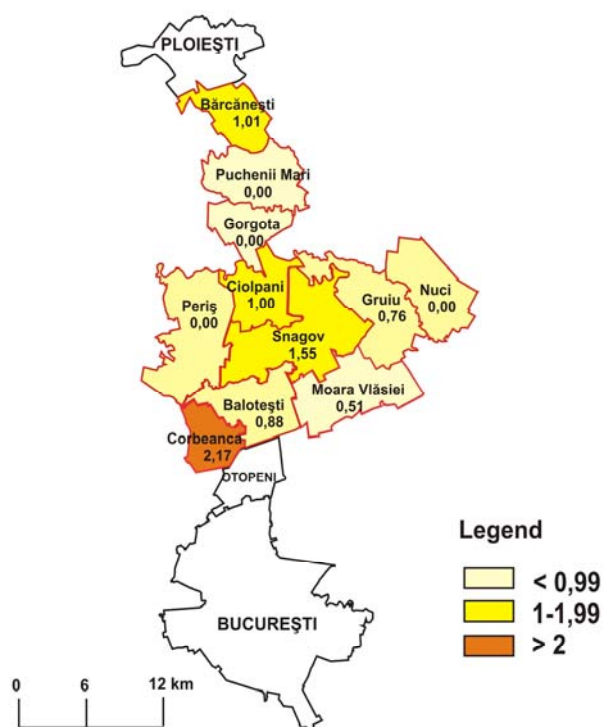 PLOIEŞTI
Bărcăneşti
1,01
Puchenii Mari
0,00
Gorgota
0,00
Ciolpani
1,00
Periş
0,00
Gruiu
0,76
Nuci
0,00
Snagov
1,55
Moara Vlăsiei
0,51
Baloteşti
0,88
Corbeanca
2,17
OTOPENI
BUCUREŞTI
Legend
< 0,99
1-1,99
> 2
0 6 12 km